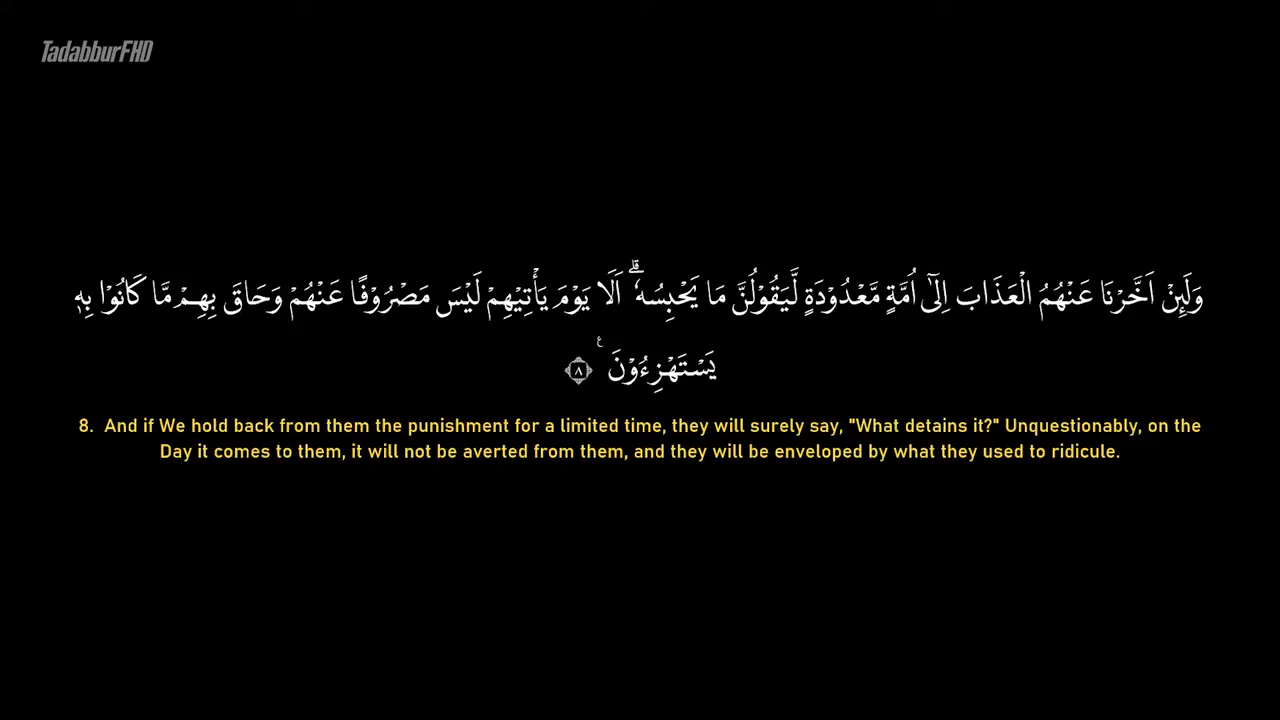 TadabburFHD
وَلَىِٕنْ اَخَّرْنَا عَنْهُمُ الْعَذَابَ اِلٰٓى اُمَّةٍ مَّعْدُوْدَةٍ لَّيَقُوْلُنَّ مَا يَحْبِسُهٗ ۗ اَلَا يَوْمَ يَأْتِيْهِمْ لَيْسَ مَصْرُوْفًا عَنْهُمْ وَحَاقَ بِهِمْ مَّا كَانُوْا بِهٖ
يَسْتَهْزِءُوْنَ ࣖ ٨
8. And if We hold back from them the punishment for a limited time, they will surely say, "What detains it?" Unquestionably, on the
Day it comes to them, it will not be averted from them, and they will be enveloped by what they used to ridicule.